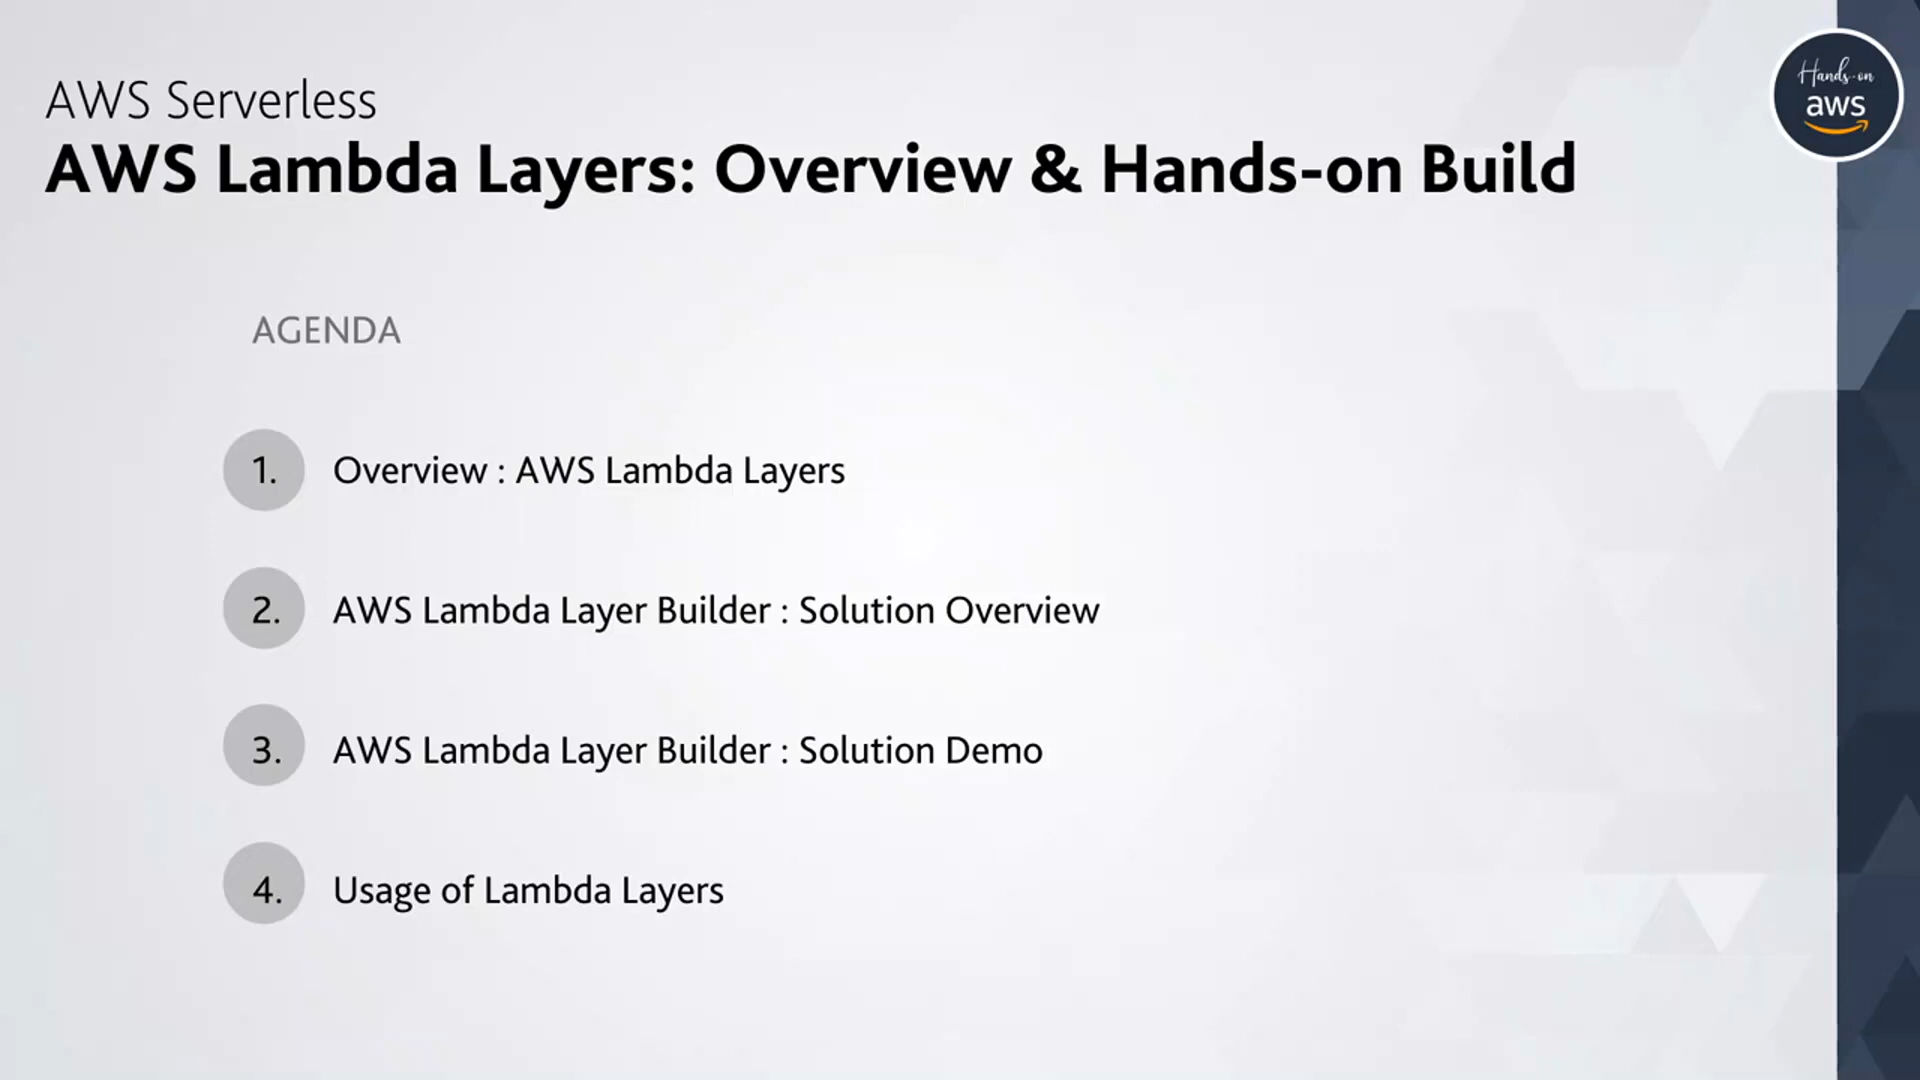 AWS Serverless
AWS Lambda Layers: Overview & Hands-on Build
Hands-on
aws
AGENDA
1. Overview : AWS Lambda Layers
2. AWS Lambda Layer Builder : Solution Overview
3. AWS Lambda Layer Builder : Solution Demo
4. Usage of Lambda Layers